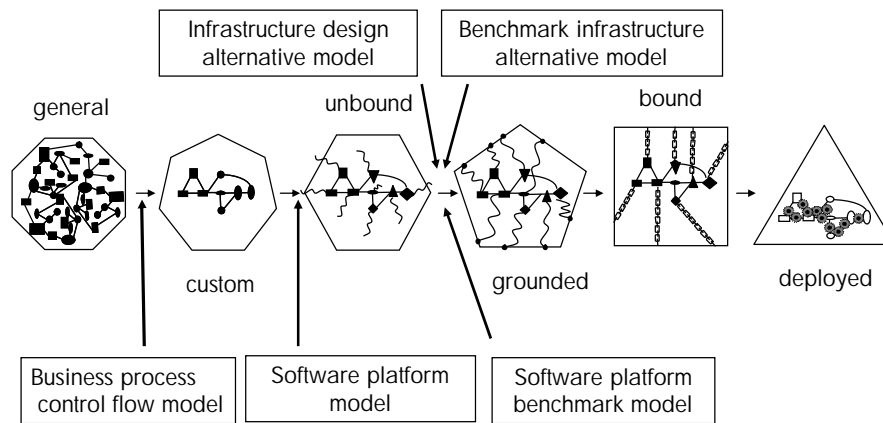 Infrastructure design
alternative model
Benchmark infrastructure
alternative model
general
unbound
bound
custom
grounded
deployed
Business process
control flow model
Software platform
model
Software platform
benchmark model